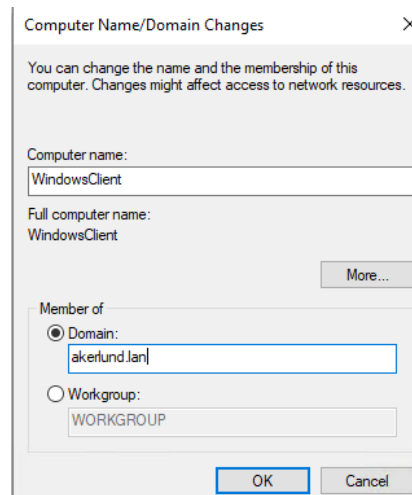 Computer Name/Domain Changes
You can change the name and the membership of this
computer. Changes might affect access to network resources.
Computer name:
WindowsClient
Full computer name:
WindowsClient
More...
Member of
Domain:
akerlund.lan
Workgroup:
WORKGROUP
OK Cancel